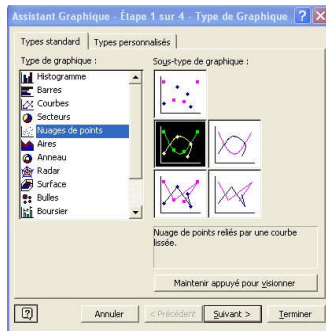 Assistant Graphique - Étape 1 sur 4 - Type de Graphique
Types standard
Types personnalisés
Type de graphique :
Histogramme
Barres
Courbes
Secteurs
Nuages de points
Aires
Anneau
Radar
Surface
Bulles
Boursier
Sous-type de graphique :
Nuage de points reliés par une courbe
lissée.
Maintenir appuyé pour visionner
Annuler
< Précédent
Suivant >
Terminer